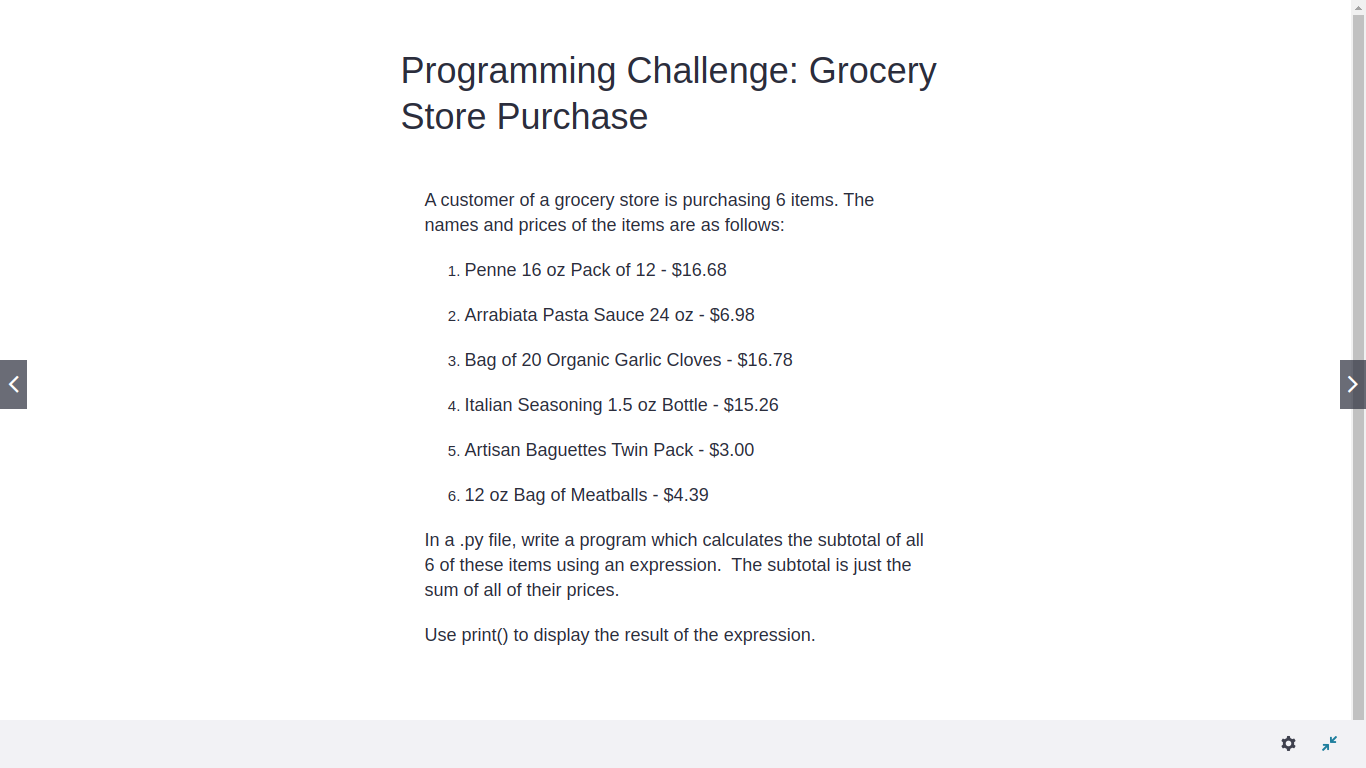 Programming Challenge: Grocery
Store Purchase
A customer of a grocery store is purchasing 6 items. The
names and prices of the items are as follows:
1. Penne 16 oz Pack of 12 - $16.68
2. Arrabiata Pasta Sauce 24 oz - $6.98
3. Bag of 20 Organic Garlic Cloves - $16.78
4. Italian Seasoning 1.5 oz Bottle - $15.26
5. Artisan Baguettes Twin Pack - $3.00
6. 12 oz Bag of Meatballs - $4.39
In a .py file, write a program which calculates the subtotal of all
6 of these items using an expression.  The subtotal is just the
sum of all of their prices.
Use print() to display the result of the expression.